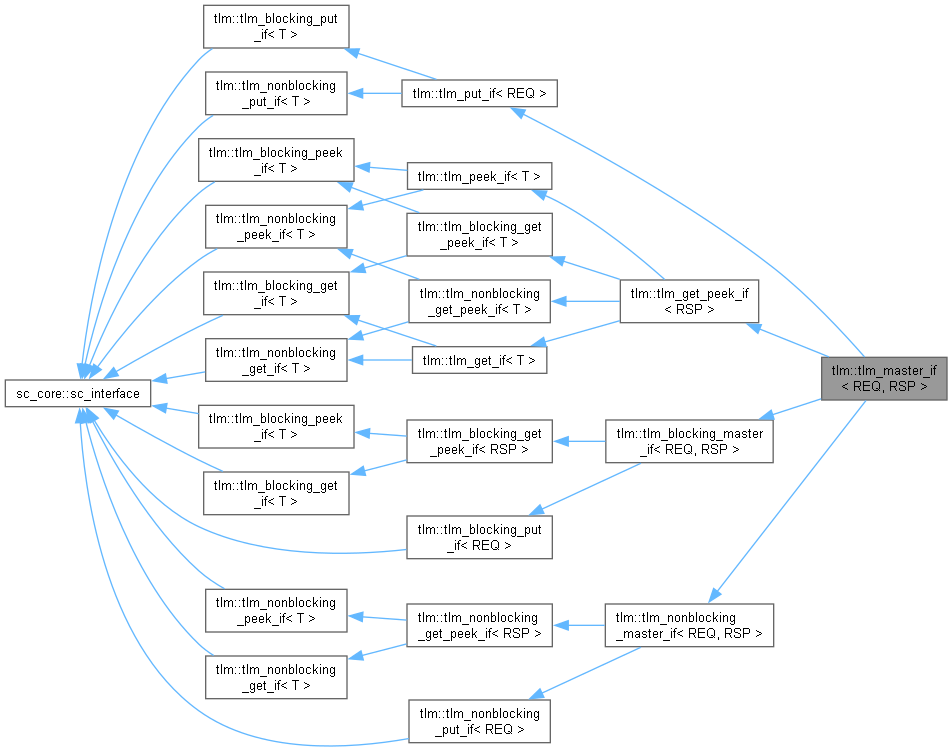 tlm::tlm_blocking_put
_if< T >
tlm::tlm_nonblocking
_put_if< T >
tlm::tlm_put_if< REQ >
tlm::tlm_blocking_peek
_if< T >
tlm::tlm_peek_if< T >
tlm::tlm_nonblocking
_peek_if< T >
tlm::tlm_blocking_get
_peek_if< T >
tlm::tlm_blocking_get
_if< T >
tlm::tlm_nonblocking
_get_peek_if< T >
tlm::tlm_get_peek_if
< RSP >
tlm::tlm_nonblocking
_get_if< T >
tlm::tlm_get_if< T >
tlm::tlm_master_if
< REQ, RSP >
sc_core::sc_interface
tlm::tlm_blocking_peek
_if< T >
tlm::tlm_blocking_get
_peek_if< RSP >
tlm::tlm_blocking_master
_if< REQ, RSP >
tlm::tlm_blocking_get
_if< T >
tlm::tlm_blocking_put
_if< REQ >
tlm::tlm_nonblocking
_peek_if< T >
tlm::tlm_nonblocking
_get_peek_if< RSP >
tlm::tlm_nonblocking
_master_if< REQ, RSP >
tlm::tlm_nonblocking
_get_if< T >
tlm::tlm_nonblocking
_put_if< REQ >